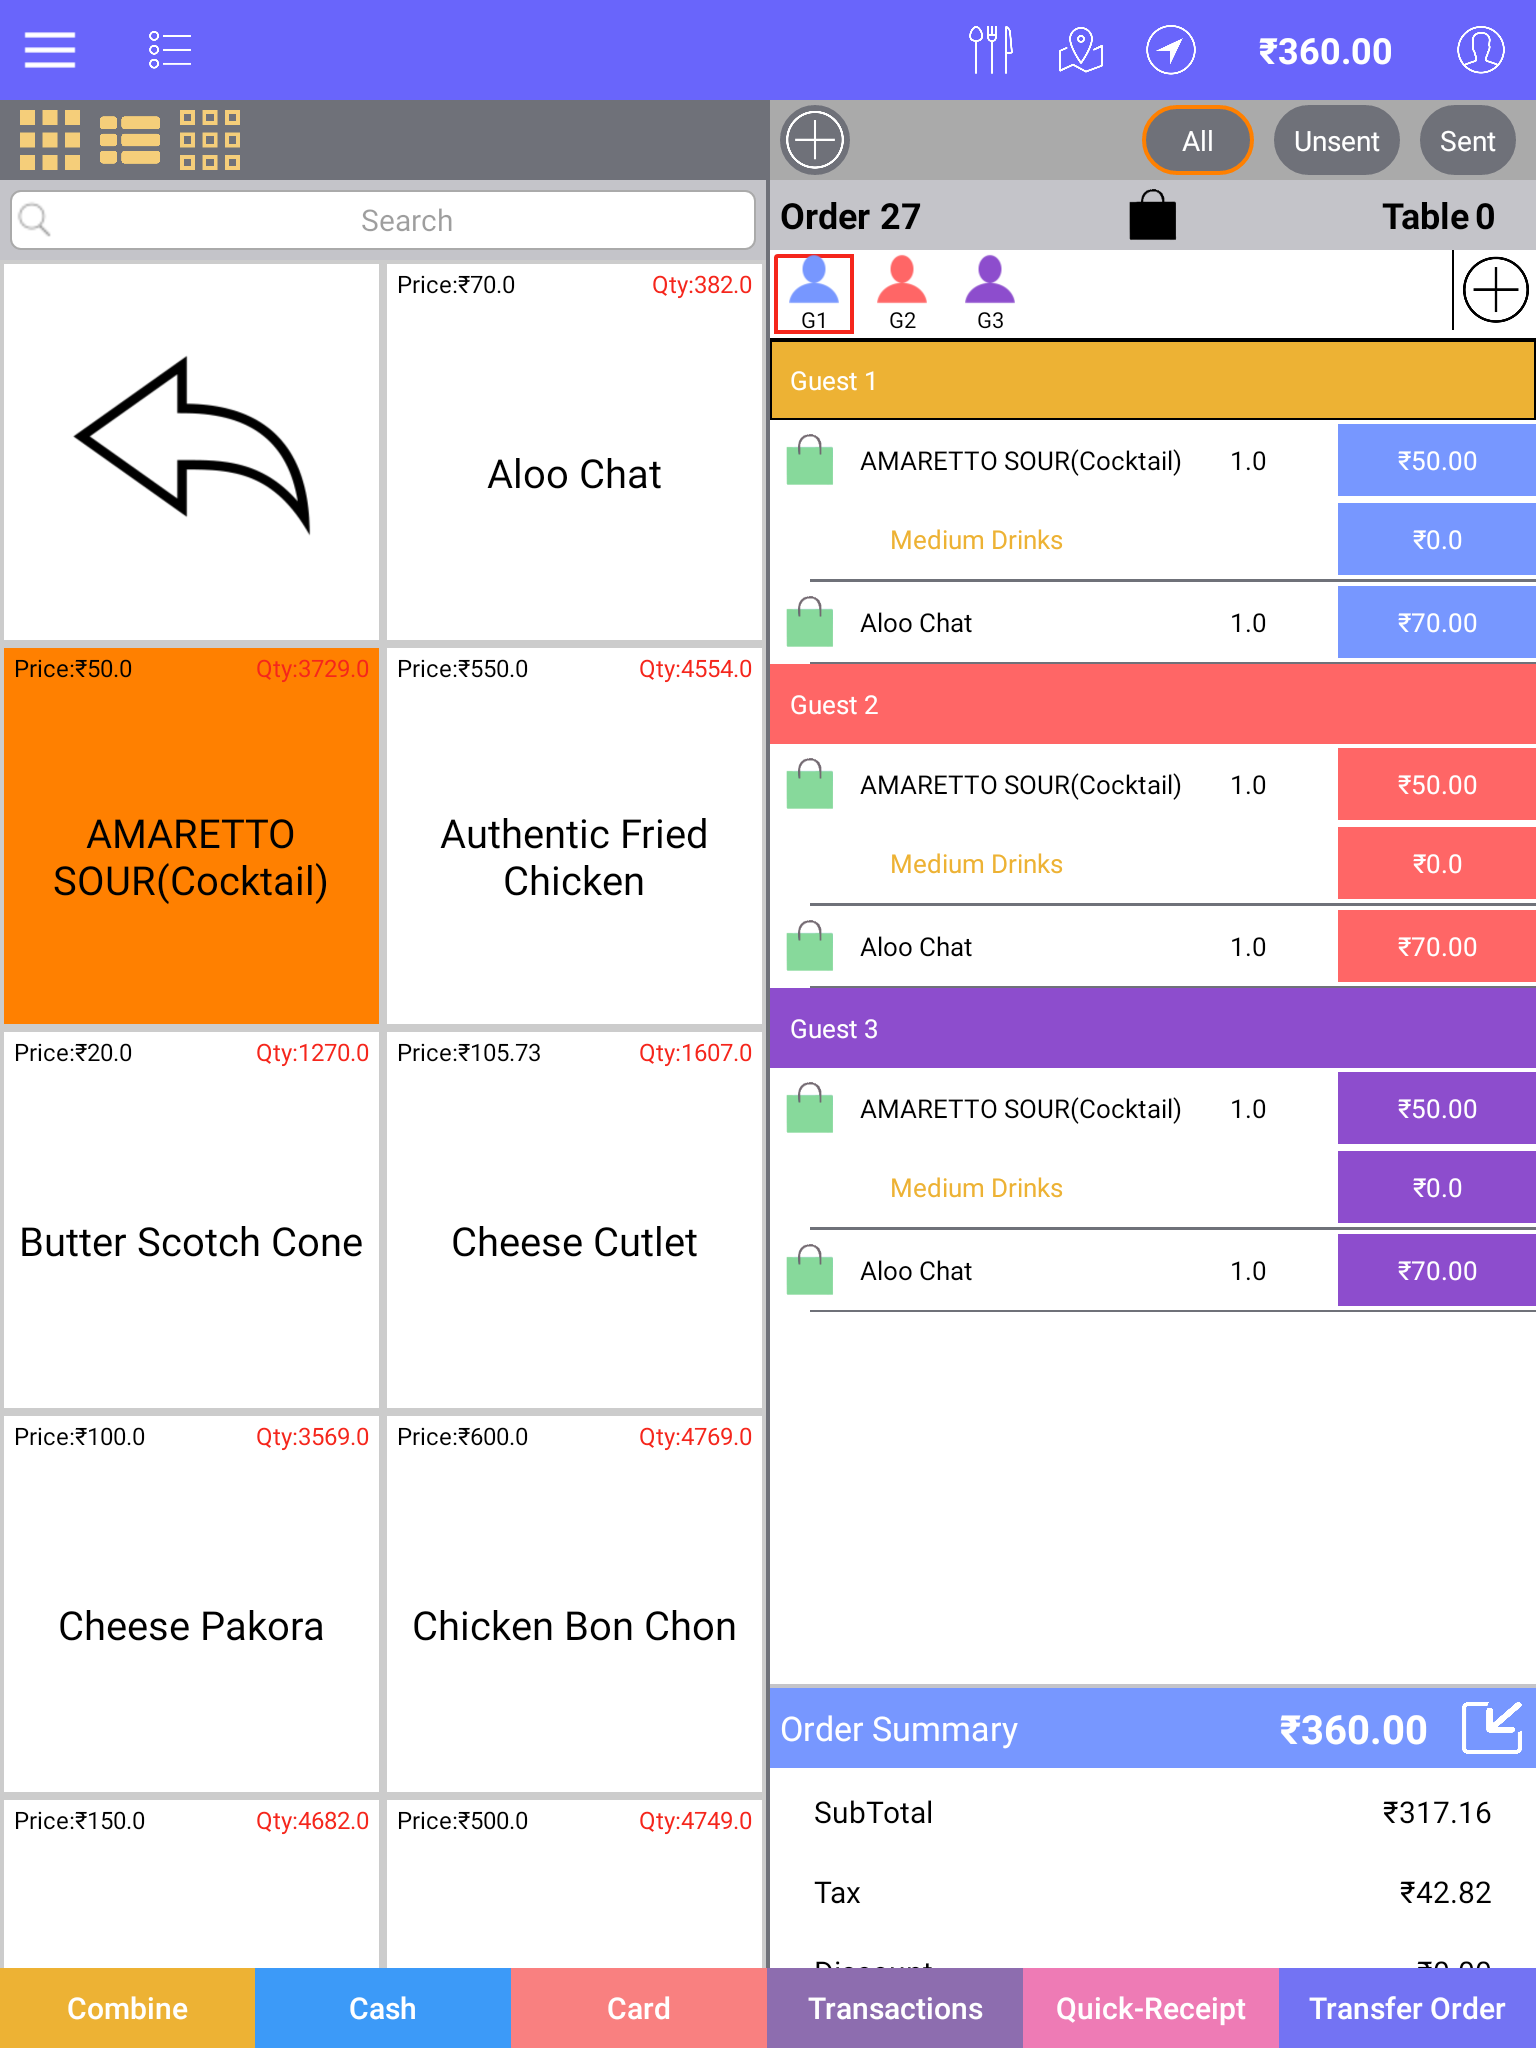 ₹360.00
All
Unsent
Sent
Search
Order 27
Table 0
G1
G2
G3
Price:₹70.0 Qty:382.0
Aloo Chat
Price:₹50.0 Qty:3729.0
AMARETTO
SOUR(Cocktail)
Price:₹550.0 Qty:4554.0
Authentic Fried
Chicken
Price:₹20.0 Qty:1270.0
Butter Scotch Cone
Price:₹105.73 Qty:1607.0
Cheese Cutlet
Price:₹100.0 Qty:3569.0
Cheese Pakora
Price:₹600.0 Qty:4769.0
Chicken Bon Chon
Price:₹150.0 Qty:4682.0
Price:₹500.0 Qty:4749.0
Guest 1
AMARETTO SOUR(Cocktail) 1.0 ₹50.00
Medium Drinks ₹0.0
Aloo Chat 1.0 ₹70.00
Guest 2
AMARETTO SOUR(Cocktail) 1.0 ₹50.00
Medium Drinks ₹0.0
Aloo Chat 1.0 ₹70.00
Guest 3
AMARETTO SOUR(Cocktail) 1.0 ₹50.00
Medium Drinks ₹0.0
Aloo Chat 1.0 ₹70.00
Order Summary ₹360.00
SubTotal ₹317.16
Tax ₹42.82
Combine
Cash
Card
Transactions
Quick-Receipt
Transfer Order